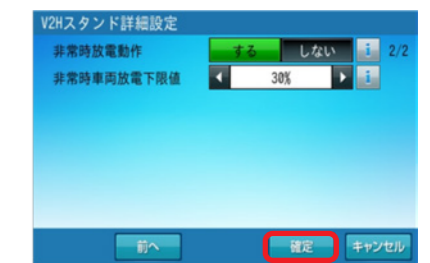 V2Hスタンド詳細設定
非常時放電動作 する しない i 2/2
非常時車両放電下限値 30% i
前へ 確定 キャンセル